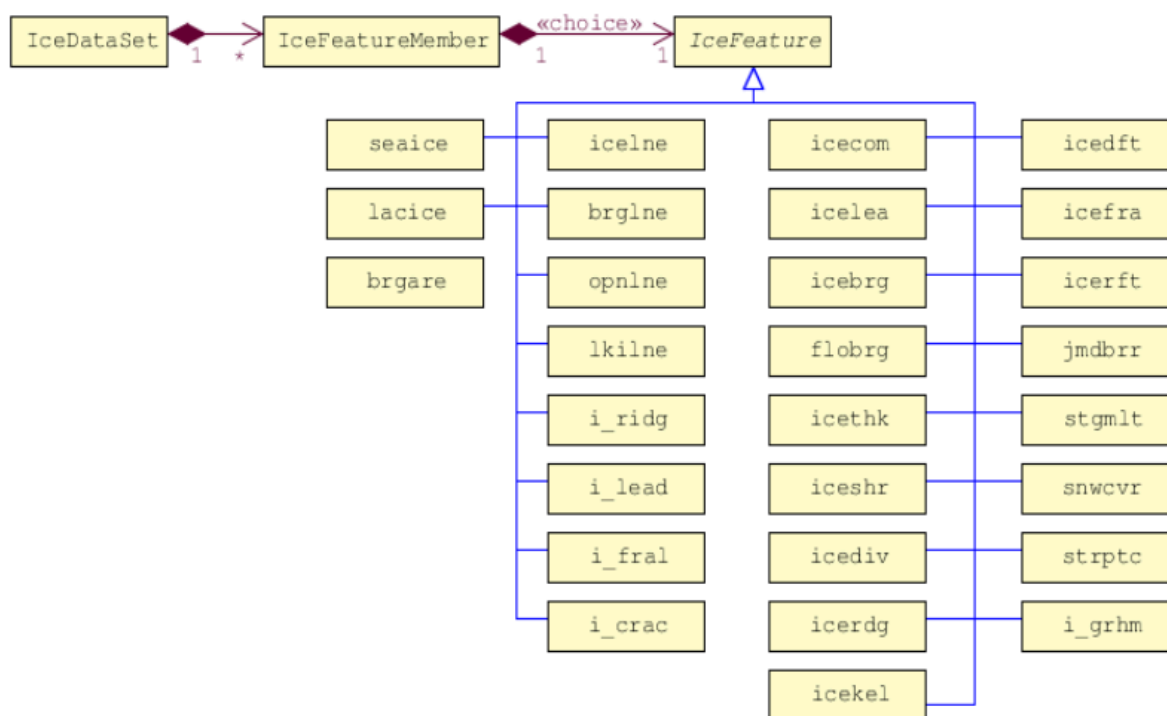 IceDataSet 1 * IceFeatureMember 1 «choice» 1 IceFeature
seaice icelne icecom icedft
lacice brglne icelea icefra
brgare opnlne icebrg icerft
lkilne flobrg jmdbrr
i_ridg icethk stgmlt
i_lead iceshr snwcvr
i_fral icediv strptc
i_crac icerdg i_grhm
icekel